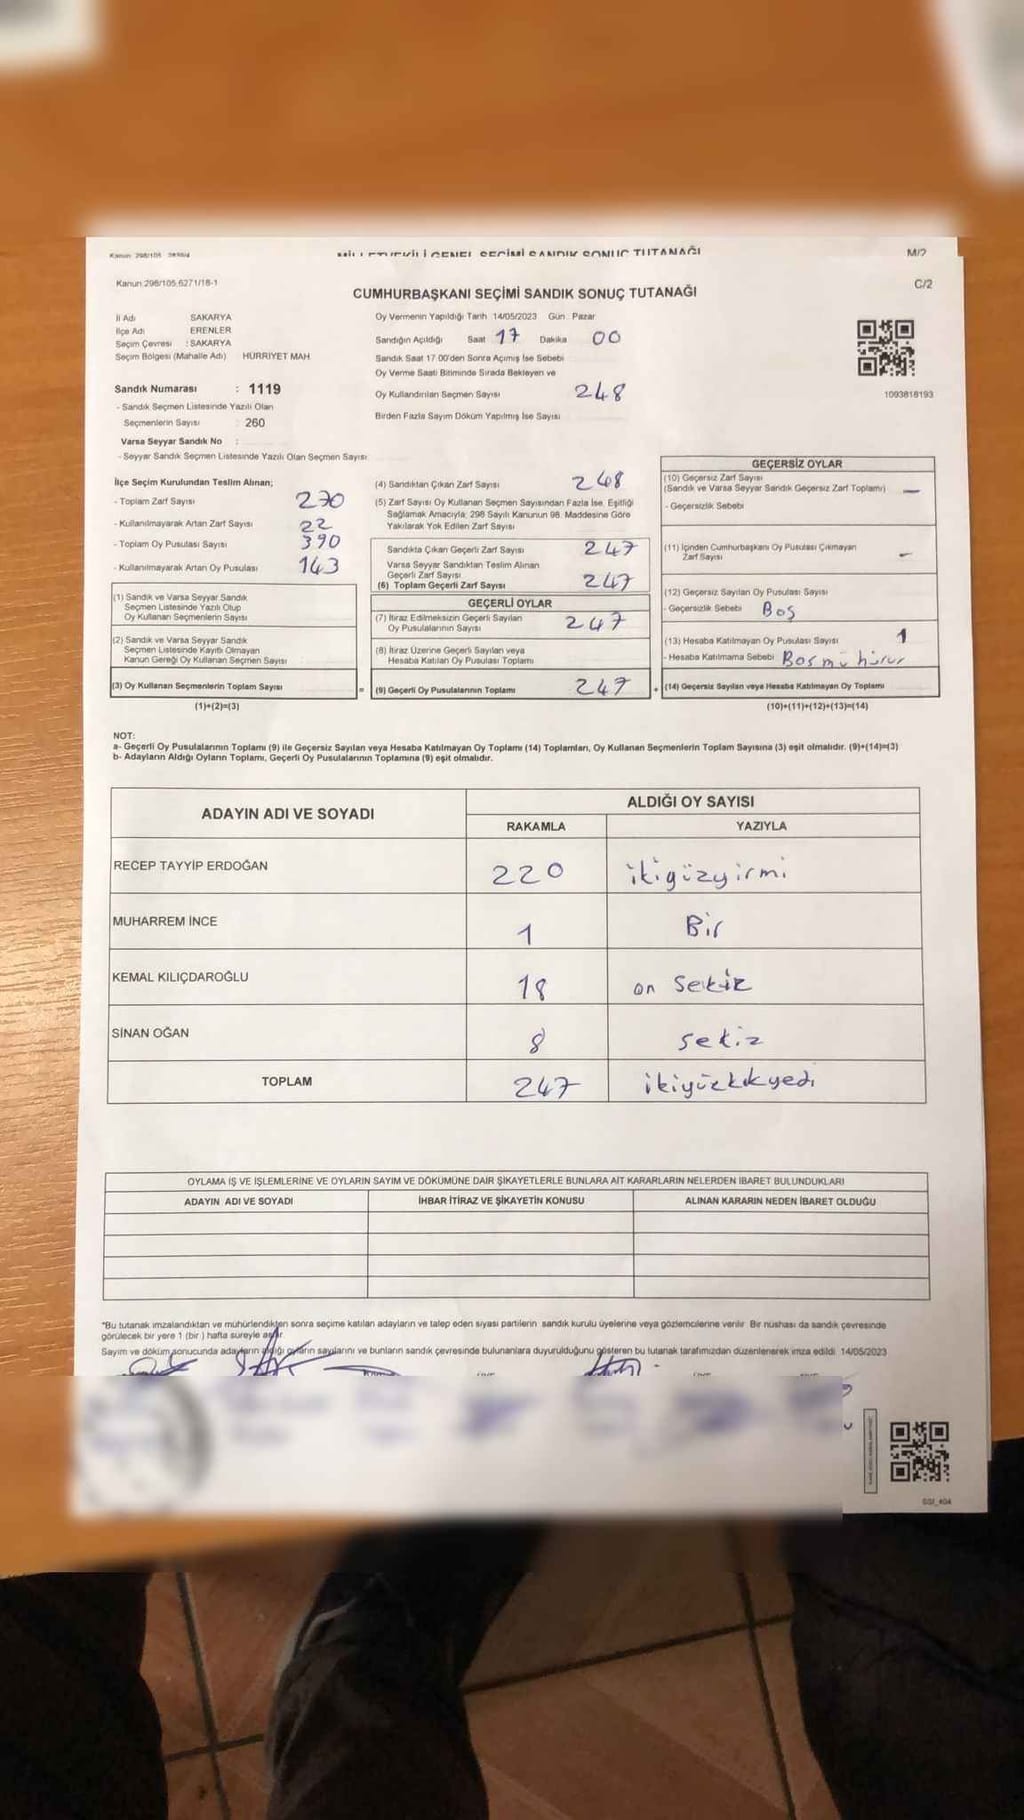 Kanun 298/105
MİLLETVEKİLİ GENEL SEÇİMİ SANDIK SONUÇ TUTANAĞI
M/2
Kanun 298/105,6271/18-1
CUMHURBAŞKANI SEÇİMİ SANDIK SONUÇ TUTANAĞI
C/2
İl Adı SAKARYA
İlçe Adı ERENLER
Seçim Çevresi : SAKARYA
Seçim Bölgesi (Mahalle Adı) HÜRRİYET MAH
Sandık Numarası : 1119
- Sandık Seçmen Listesinde Yazılı Olan
Seçmenlerin Sayısı : 260
Varsa Seyyar Sandık No :
- Seyyar Sandık Seçmen Listesinde Yazılı Olan Seçmen Sayısı
Oy Vermenin Yapıldığı Tarih 14/05/2023 Gün Pazar
Sandığın Açıldığı Saat 17 Dakika 00
Sandık Saat 17 00'den Sonra Açımış İse Sebebi
Oy Verme Saati Bitiminde Sırada Bekleyen ve
Oy Kullandırılan Seçmen Sayısı 248
Birden Fazla Sayım Döküm Yapılmış İse Sayısı
1093818193
İlçe Seçim Kurulundan Teslim Alınan;
- Toplam Zarf Sayısı 270
- Kullanılmayarak Artan Zarf Sayısı 22
- Toplam Oy Pusulası Sayısı 390
- Kullanılmayarak Artan Oy Pusulası 143
(1) Sandık ve Varsa Seyyar Sandık
Seçmen Listesinde Yazılı Olup
Oy Kullanan Seçmenlerin Sayısı
(2) Sandık ve Varsa Seyyar Sandık
Seçmen Listesinde Kayıtlı Olmayan
Kanun Gereği Oy Kullanan Seçmen Sayısı
(3) Oy Kullanan Seçmenlerin Toplam Sayısı =
(1)+(2)=(3)
(4) Sandıktan Çıkan Zarf Sayısı 248
(5) Zarf Sayısı Oy Kullanan Seçmen Sayısından Fazla İse, Eşitliği
Sağlamak Amacıyla, 298 Sayılı Kanunun 98. Maddesine Göre
Yakılarak Yok Edilen Zarf Sayısı
Sandıkta Çıkan Geçerli Zarf Sayısı 247
Varsa Seyyar Sandıktan Teslim Alınan
Geçerli Zarf Sayısı
(6) Toplam Geçerli Zarf Sayısı 247
GEÇERLİ OYLAR
(7) İtiraz Edilmeksizin Geçerli Sayılan
Oy Pusulalarının Sayısı 247
(8) İtiraz Üzerine Geçerli Sayılan veya
Hesaba Katılan Oy Pusulası Toplamı
(9) Geçerli Oy Pusulalarının Toplamı 247 +
GEÇERSİZ OYLAR
(10) Geçersiz Zarf Sayısı
(Sandık ve Varsa Seyyar Sandık Geçersiz Zarf Toplamı) —
- Geçersizlik Sebebi
(11) İçinden Cumhurbaşkanı Oy Pusulası Çıkmayan
Zarf Sayısı —
(12) Geçersiz Sayılan Oy Pusulası Sayısı
- Geçersizlik Sebebi Boş
(13) Hesaba Katılmayan Oy Pusulası Sayısı 1
- Hesaba Katılmama Sebebi Boş mühür
(14) Geçersiz Sayılan veya Hesaba Katılmayan Oy Toplamı
(10)+(11)+(12)+(13)=(14)
NOT:
a- Geçerli Oy Pusulalarının Toplamı (9) ile Geçersiz Sayılan veya Hesaba Katılmayan Oy Toplamı (14) Toplamları, Oy Kullanan Seçmenlerin Toplam Sayısına (3) eşit olmalıdır. (9)+(14)=(3)
b- Adayların Aldığı Oyların Toplamı, Geçerli Oy Pusulalarının Toplamına (9) eşit olmalıdır.
ADAYIN ADI VE SOYADI
ALDIĞI OY SAYISI
RAKAMLA YAZIYLA
RECEP TAYYİP ERDOĞAN 220 ikiyüzyirmi
MUHARREM İNCE 1 Bir
KEMAL KILIÇDAROĞLU 18 on sekiz
SİNAN OĞAN 8 sekiz
TOPLAM 247 ikiyüzkırkyedi
OYLAMA İŞ VE İŞLEMLERİNE VE OYLARIN SAYIM VE DÖKÜMÜNE DAİR ŞİKAYETLERLE BUNLARA AİT KARARLARIN NELERDEN İBARET BULUNDUKLARI
ADAYIN ADI VE SOYADI İHBAR İTİRAZ VE ŞİKAYETİN KONUSU ALINAN KARARIN NEDEN İBARET OLDUĞU
*Bu tutanak imzalandıktan ve mühürlendikten sonra seçime katılan adayların ve talep eden siyasi partilerin sandık kurulu üyelerine veya gözlemcilerine verilir Bir nüshası da sandık çevresinde
görülecek bir yere 1 (bir ) hafta süreyle asılır
Sayım ve döküm sonucunda adayların aldığı oyların sayılarını ve bunların sandık çevresinde bulunanlara duyurulduğunu gösteren bu tutanak tarafımızdan düzenlenerek imza edildi 14/05/2023